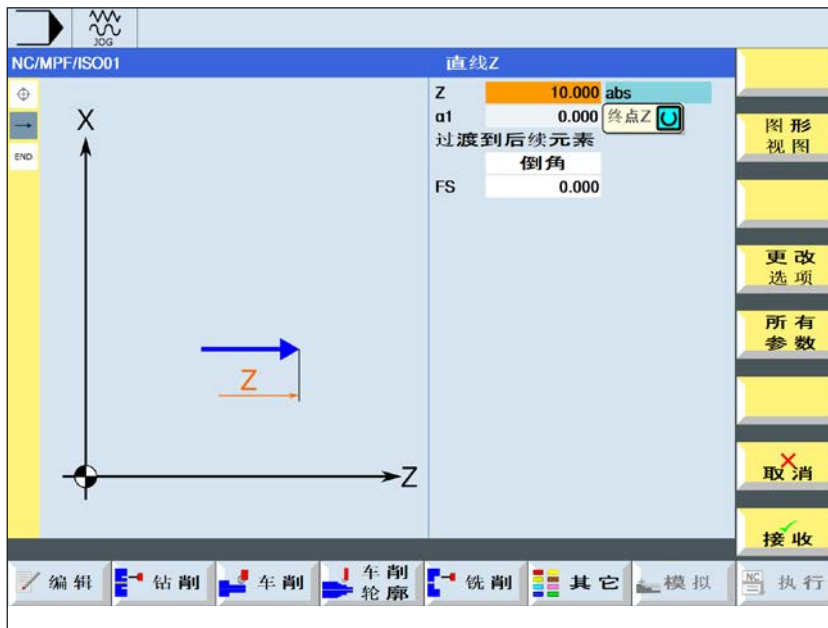 JOG
NC/MPF/ISO01
直线Z
Z 10.000 abs
α1 0.000 终点Z
过渡到后续元素
倒角
FS 0.000
END
X
Z
Z
图形
视图
更改
选项
所有
参数
取消
接收
编辑
钻削
车削
车削
轮廓
铣削
其它
模拟
NC
执行